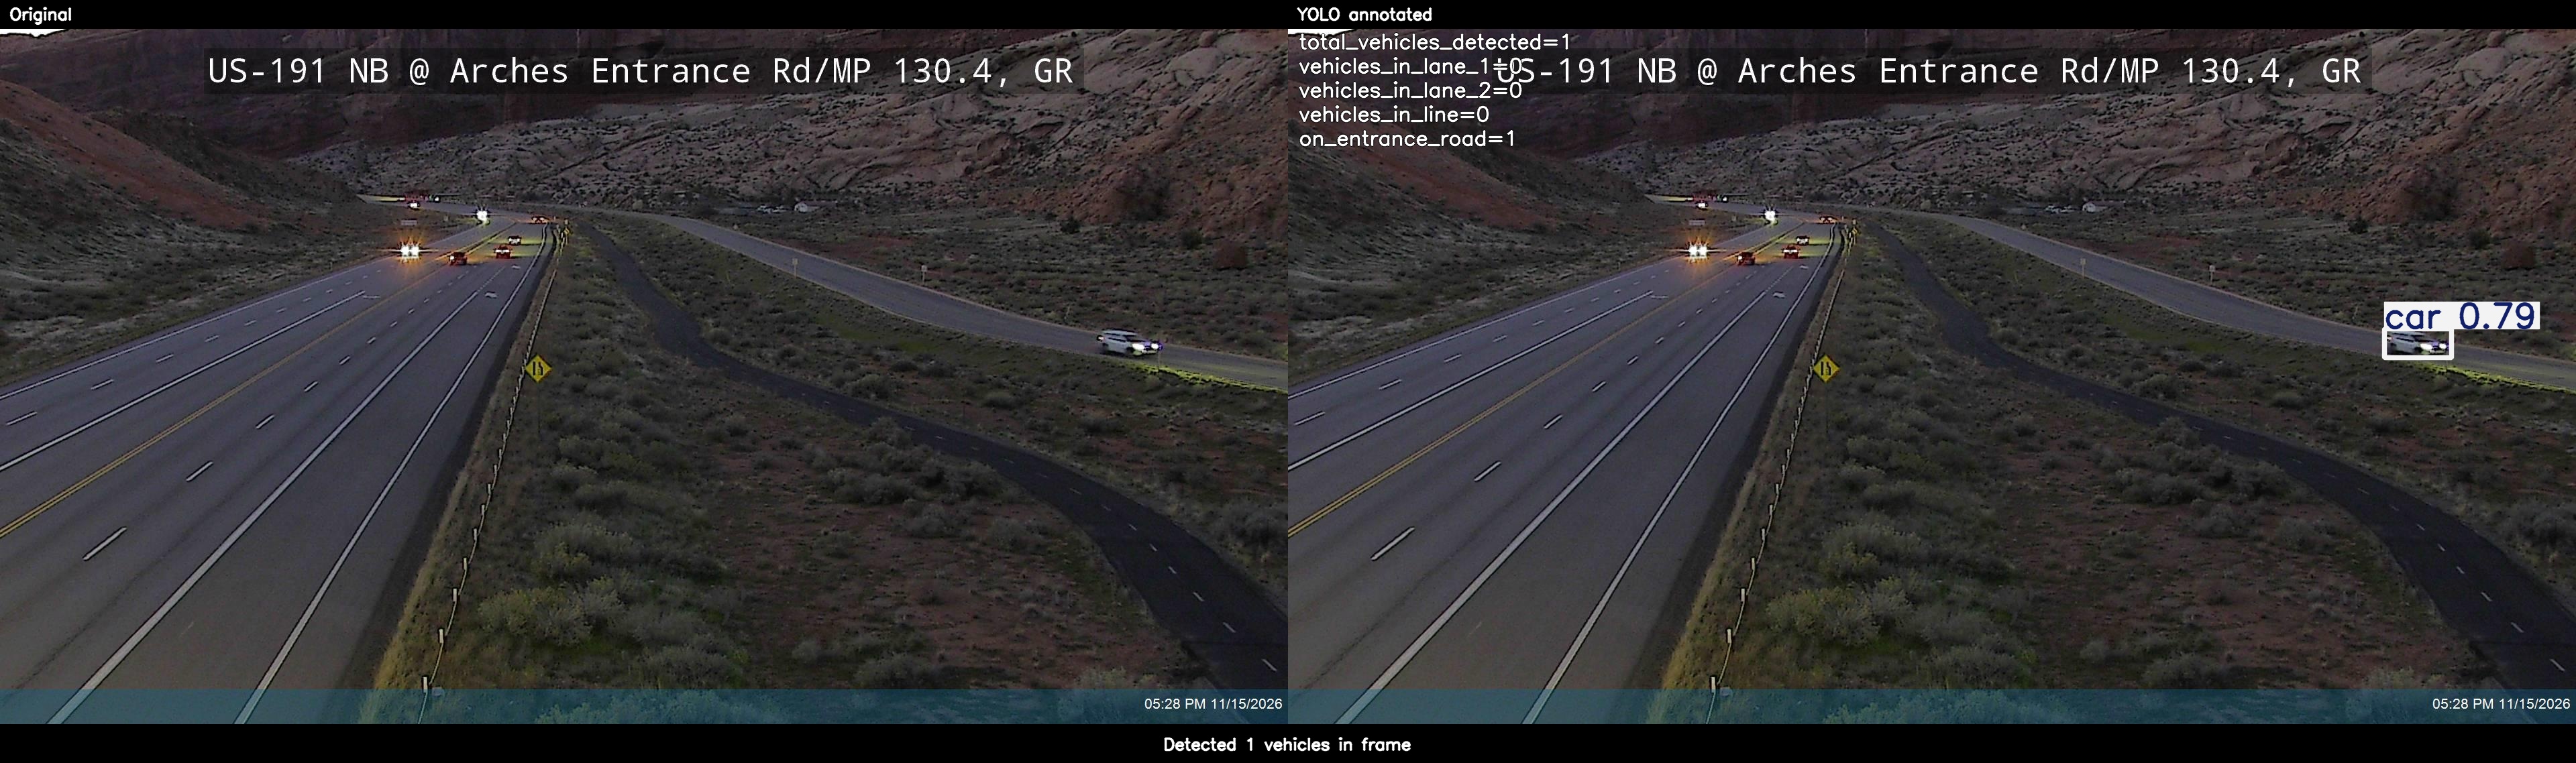 Original
US-191 NB @ Arches Entrance Rd/MP 130.4, GR
05:28 PM 11/15/2026
YOLO annotated
total_vehicles_detected=1
vehicles_in_lane_1=0
US-191 NB @ Arches Entrance Rd/MP 130.4, GR
vehicles_in_lane_2=0
vehicles_in_line=0
on_entrance_road=1
car 0.79
05:28 PM 11/15/2026
Detected 1 vehicles in frame